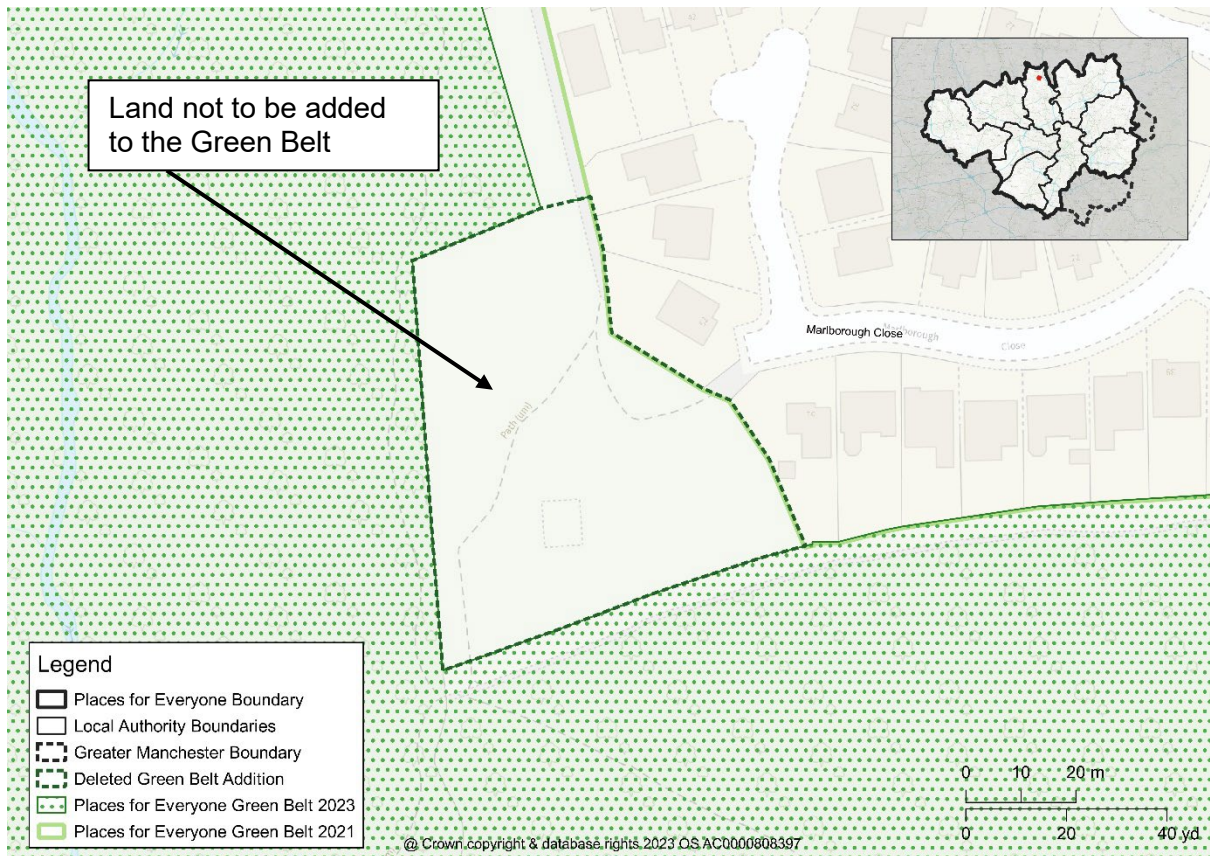 Land not to be added
to the Green Belt
Marlborough Close
Marlborough
Close
Path (um)
Legend
Places for Everyone Boundary
Local Authority Boundaries
Greater Manchester Boundary
Deleted Green Belt Addition
Places for Everyone Green Belt 2023
Places for Everyone Green Belt 2021
0 10 20 m
0 20 40 yd
@ Crown copyright & database rights 2023 OS AC0000808397